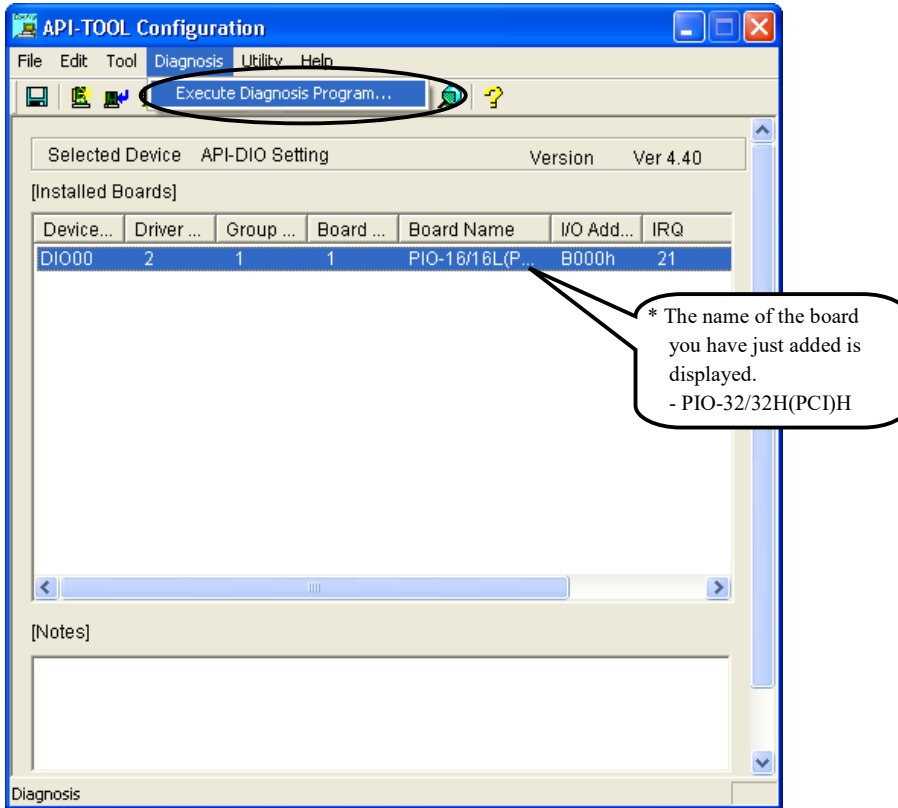 API-TOOL Configuration
File Edit Tool Diagnosis Utility Help
Execute Diagnosis Program...
Selected Device API-DIO Setting Version Ver 4.40
[Installed Boards]
Device... Driver ... Group ... Board ... Board Name I/O Add... IRQ
DIO00 2 1 1 PIO-16/16L(P... B000h 21
* The name of the board
you have just added is
displayed.
- PIO-32/32H(PCI)H
[Notes]
Diagnosis